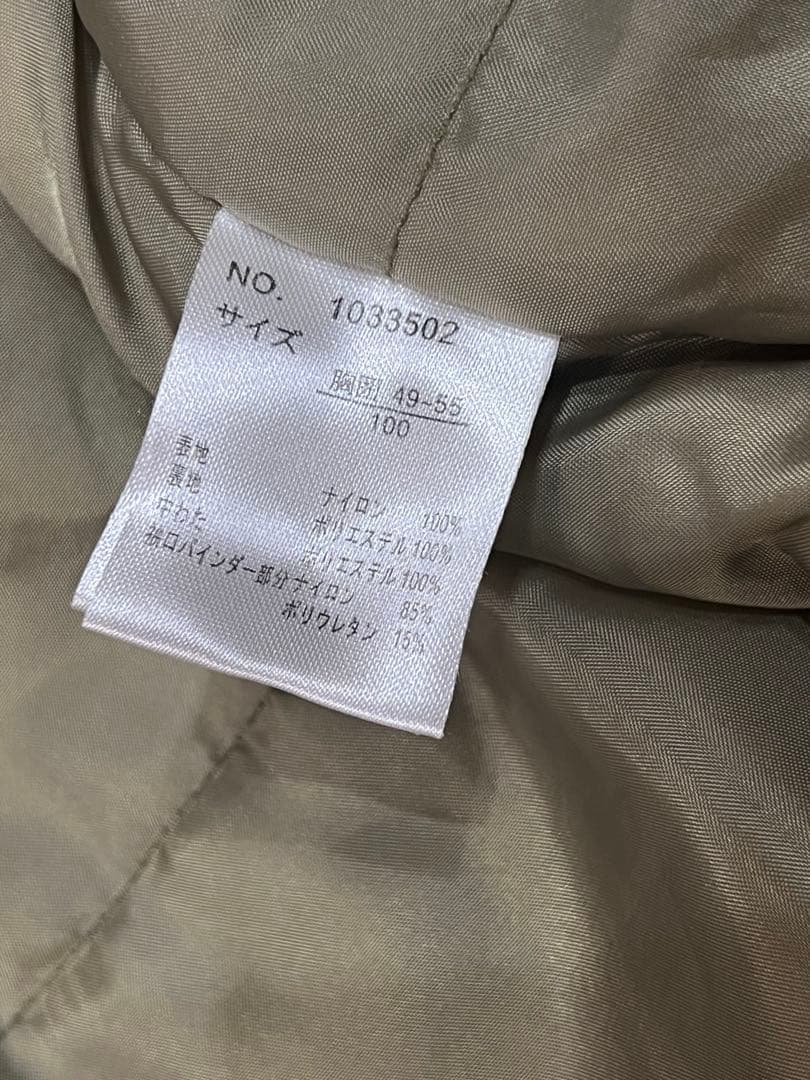 NO. 1033502
サイズ
胸囲 49~55
100
表地 ナイロン 100%
裏地 ポリエステル 100%
中わた ポリエステル 100%
袖口バインダー部分ナイロン 85%
ポリウレタン 15%